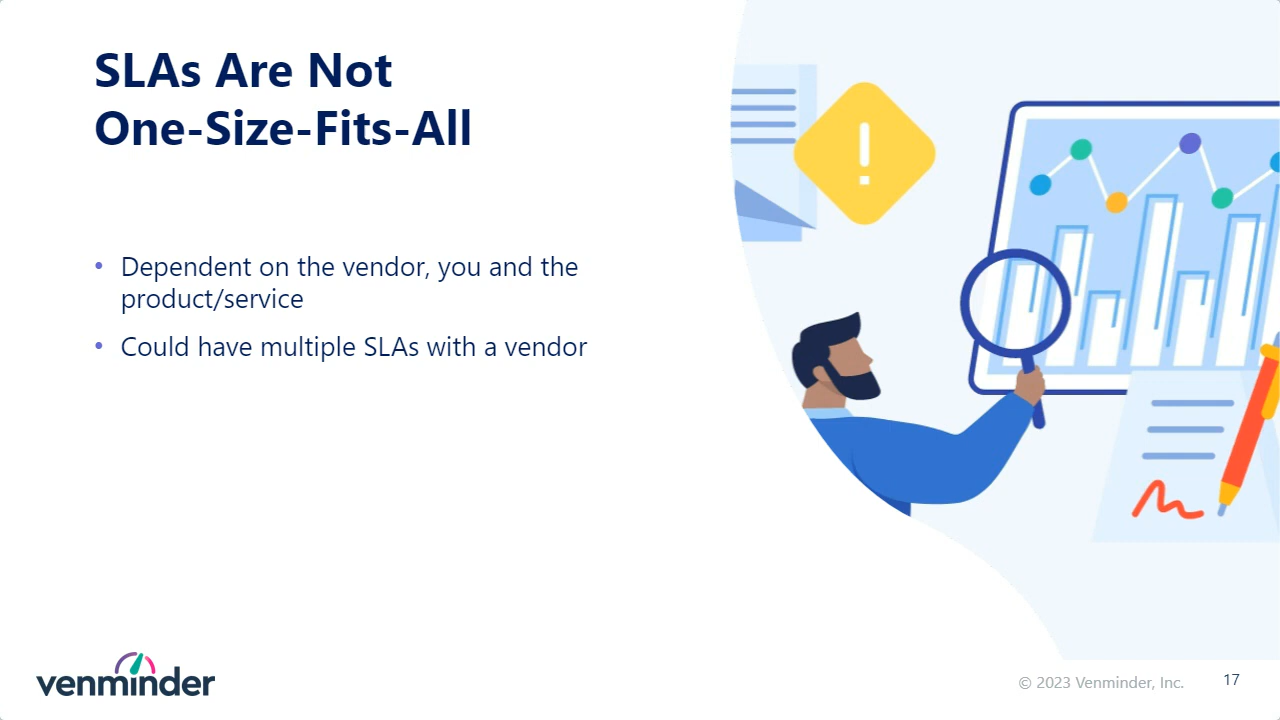 SLAs Are Not
One-Size-Fits-All
• Dependent on the vendor, you and the
product/service
• Could have multiple SLAs with a vendor
venminder
© 2023 Venminder, Inc.
17